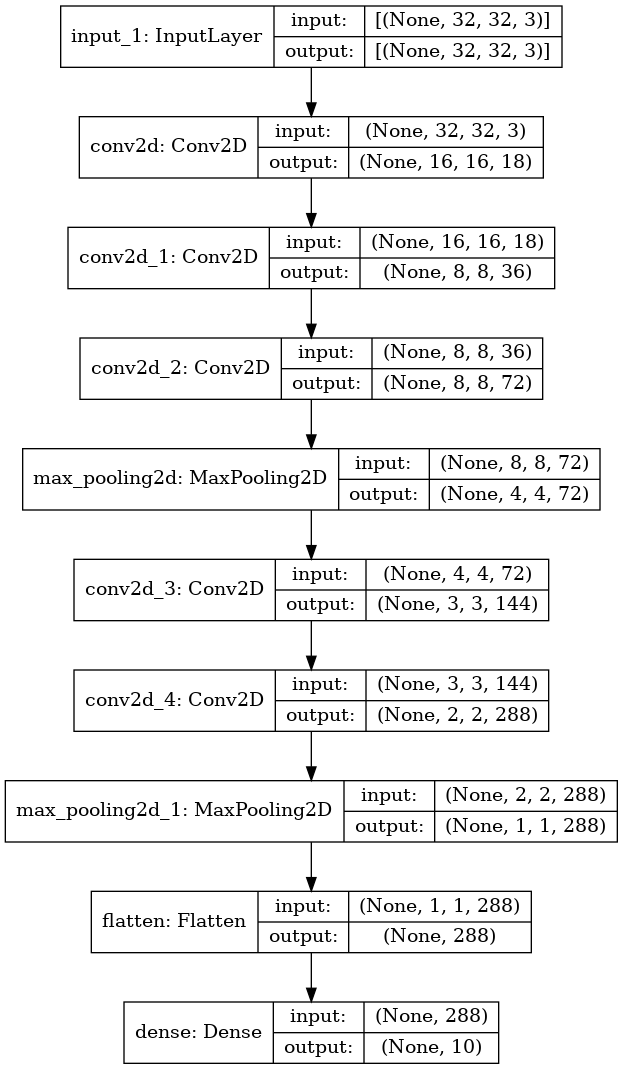 input_1: InputLayer
input: [(None, 32, 32, 3)]
output: [(None, 32, 32, 3)]
conv2d: Conv2D
input: (None, 32, 32, 3)
output: (None, 16, 16, 18)
conv2d_1: Conv2D
input: (None, 16, 16, 18)
output: (None, 8, 8, 36)
conv2d_2: Conv2D
input: (None, 8, 8, 36)
output: (None, 8, 8, 72)
max_pooling2d: MaxPooling2D
input: (None, 8, 8, 72)
output: (None, 4, 4, 72)
conv2d_3: Conv2D
input: (None, 4, 4, 72)
output: (None, 3, 3, 144)
conv2d_4: Conv2D
input: (None, 3, 3, 144)
output: (None, 2, 2, 288)
max_pooling2d_1: MaxPooling2D
input: (None, 2, 2, 288)
output: (None, 1, 1, 288)
flatten: Flatten
input: (None, 1, 1, 288)
output: (None, 288)
dense: Dense
input: (None, 288)
output: (None, 10)